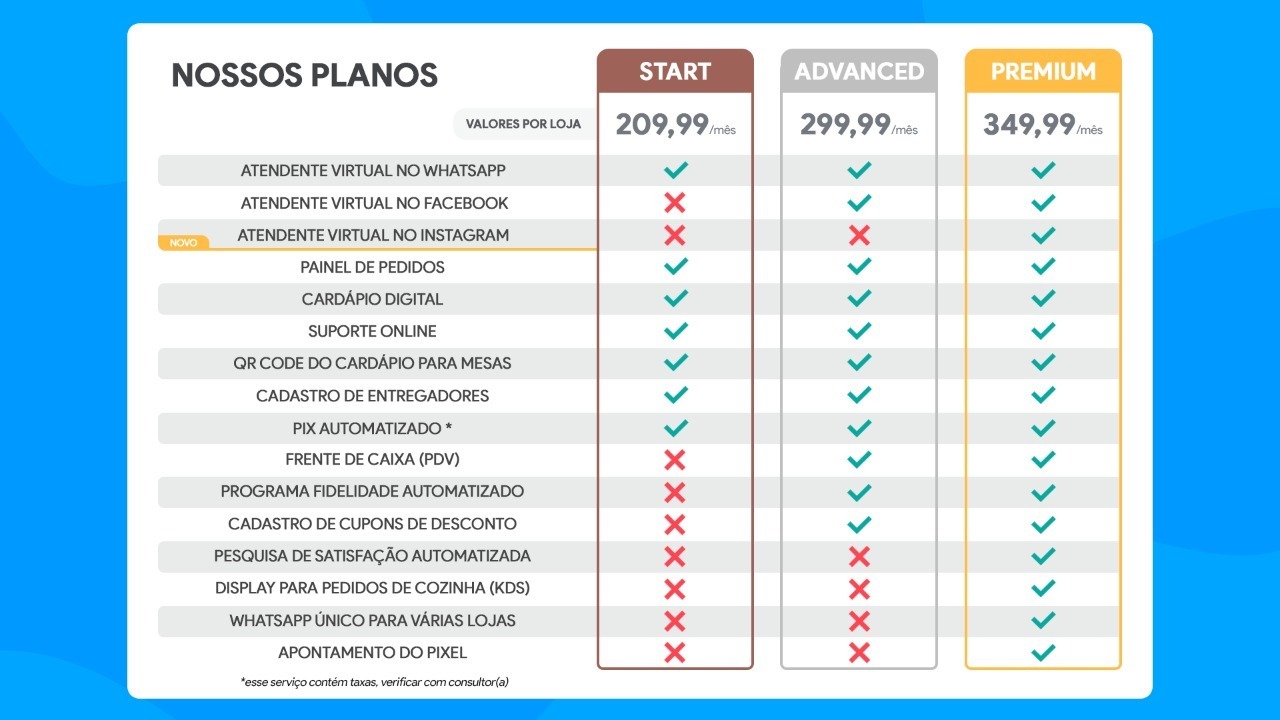 NOSSOS PLANOS
START
ADVANCED
PREMIUM
VALORES POR LOJA
209,99/mês
299,99/mês
349,99/mês
ATENDENTE VIRTUAL NO WHATSAPP
ATENDENTE VIRTUAL NO FACEBOOK
NOVO
ATENDENTE VIRTUAL NO INSTAGRAM
PAINEL DE PEDIDOS
CARDÁPIO DIGITAL
SUPORTE ONLINE
QR CODE DO CARDÁPIO PARA MESAS
CADASTRO DE ENTREGADORES
PIX AUTOMATIZADO *
FRENTE DE CAIXA (PDV)
PROGRAMA FIDELIDADE AUTOMATIZADO
CADASTRO DE CUPONS DE DESCONTO
PESQUISA DE SATISFAÇÃO AUTOMATIZADA
DISPLAY PARA PEDIDOS DE COZINHA (KDS)
WHATSAPP ÚNICO PARA VÁRIAS LOJAS
APONTAMENTO DO PIXEL
*esse serviço contém taxas, verificar com consultor(a)